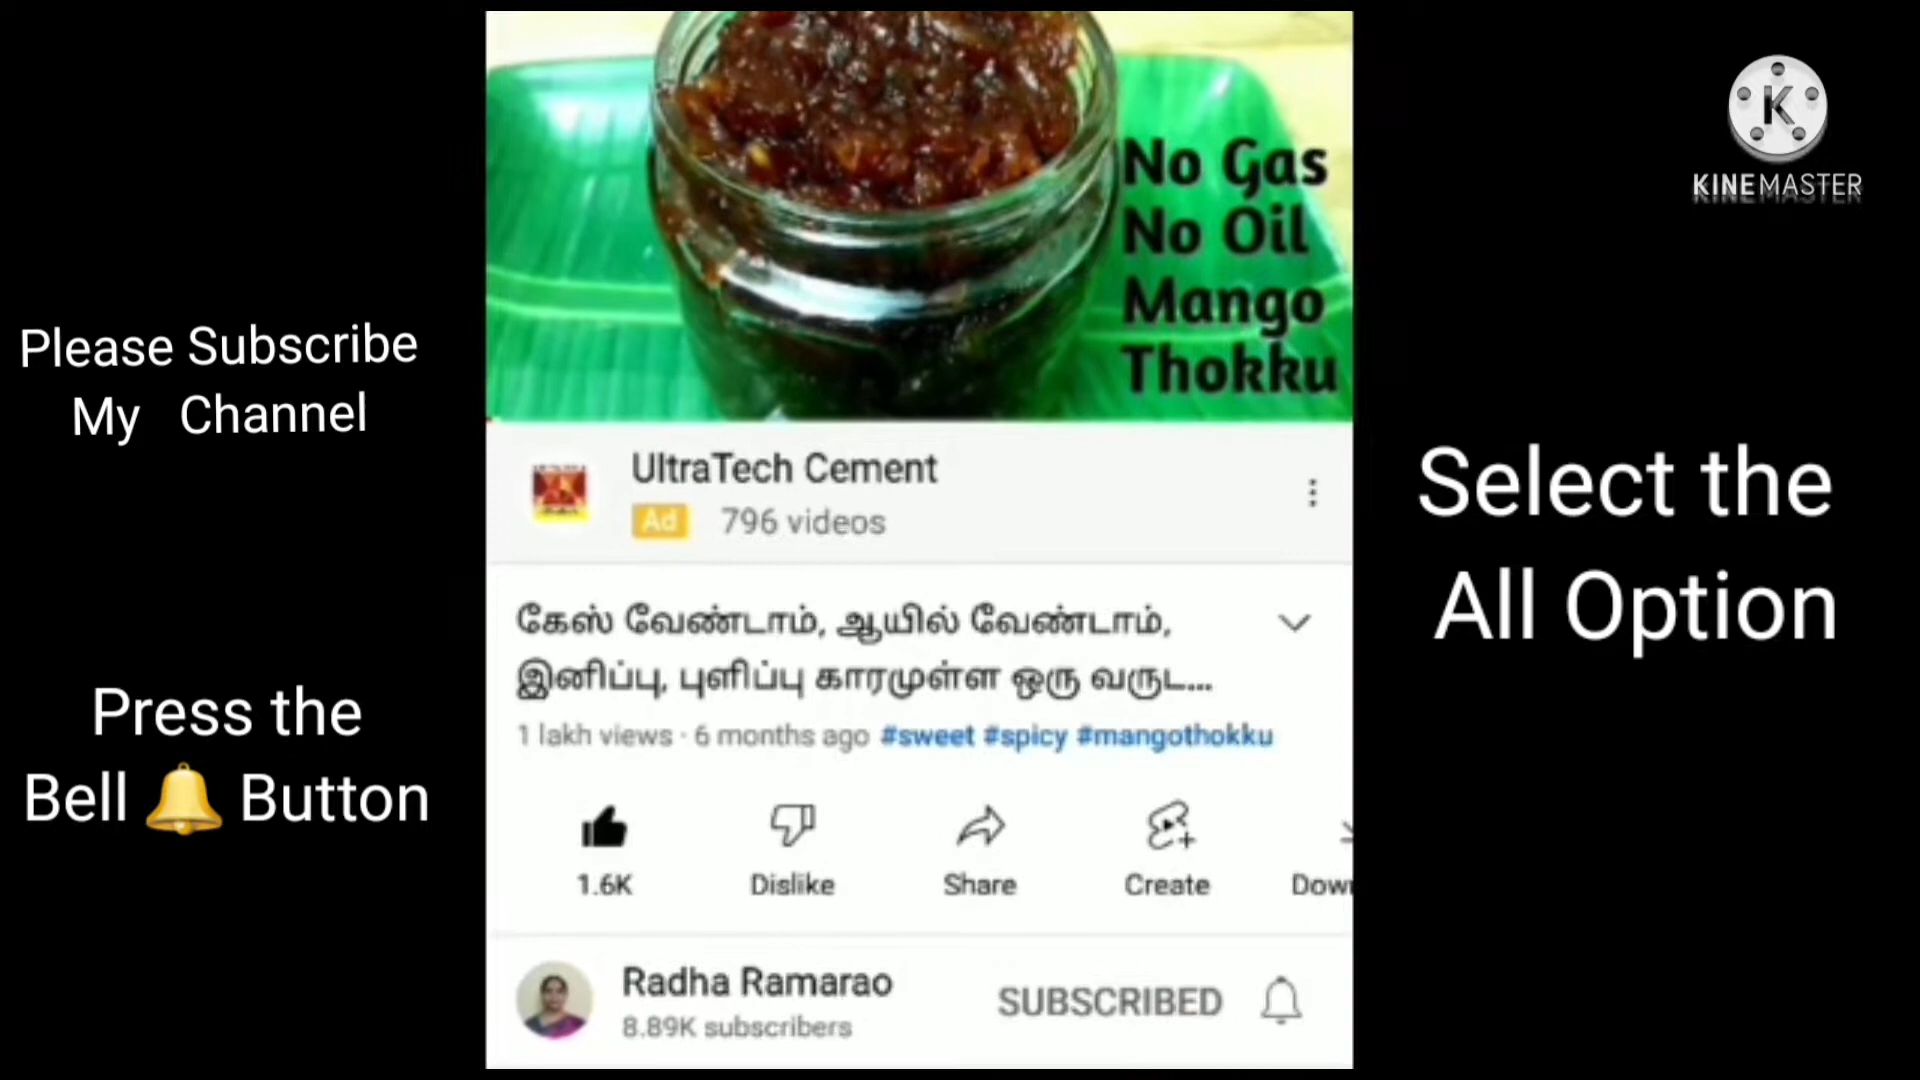 No Gas
No Oil
Mango
Thokku
KINEMASTER
Please Subscribe
My Channel
UltraTech Cement
Ad 796 videos
Select the
All Option
கேஸ் வேண்டாம், ஆயில் வேண்டாம்,
இனிப்பு, புளிப்பு காரமுள்ள ஒரு வருட...
1 lakh views · 6 months ago #sweet #spicy #mangothokku
Press the
Bell 🔔 Button
1.6K Dislike Share Create Down
Radha Ramarao
8.89K subscribers
SUBSCRIBED